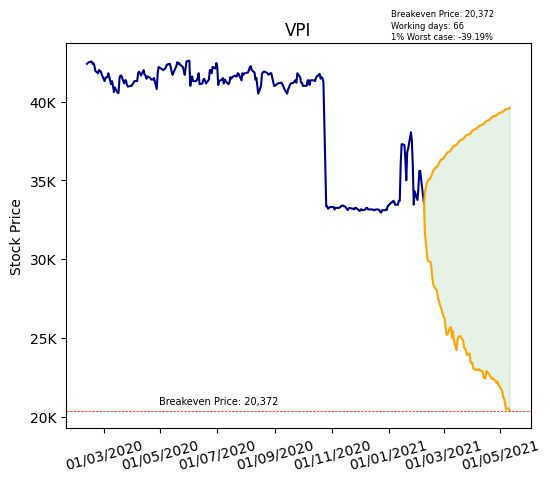 Breakeven Price: 20,372
Working days: 66
1% Worst case: -39.19%
VPI
Stock Price
40K
35K
30K
25K
20K
Breakeven Price: 20,372
01/03/2020
01/05/2020
01/07/2020
01/09/2020
01/11/2020
01/01/2021
01/03/2021
01/05/2021